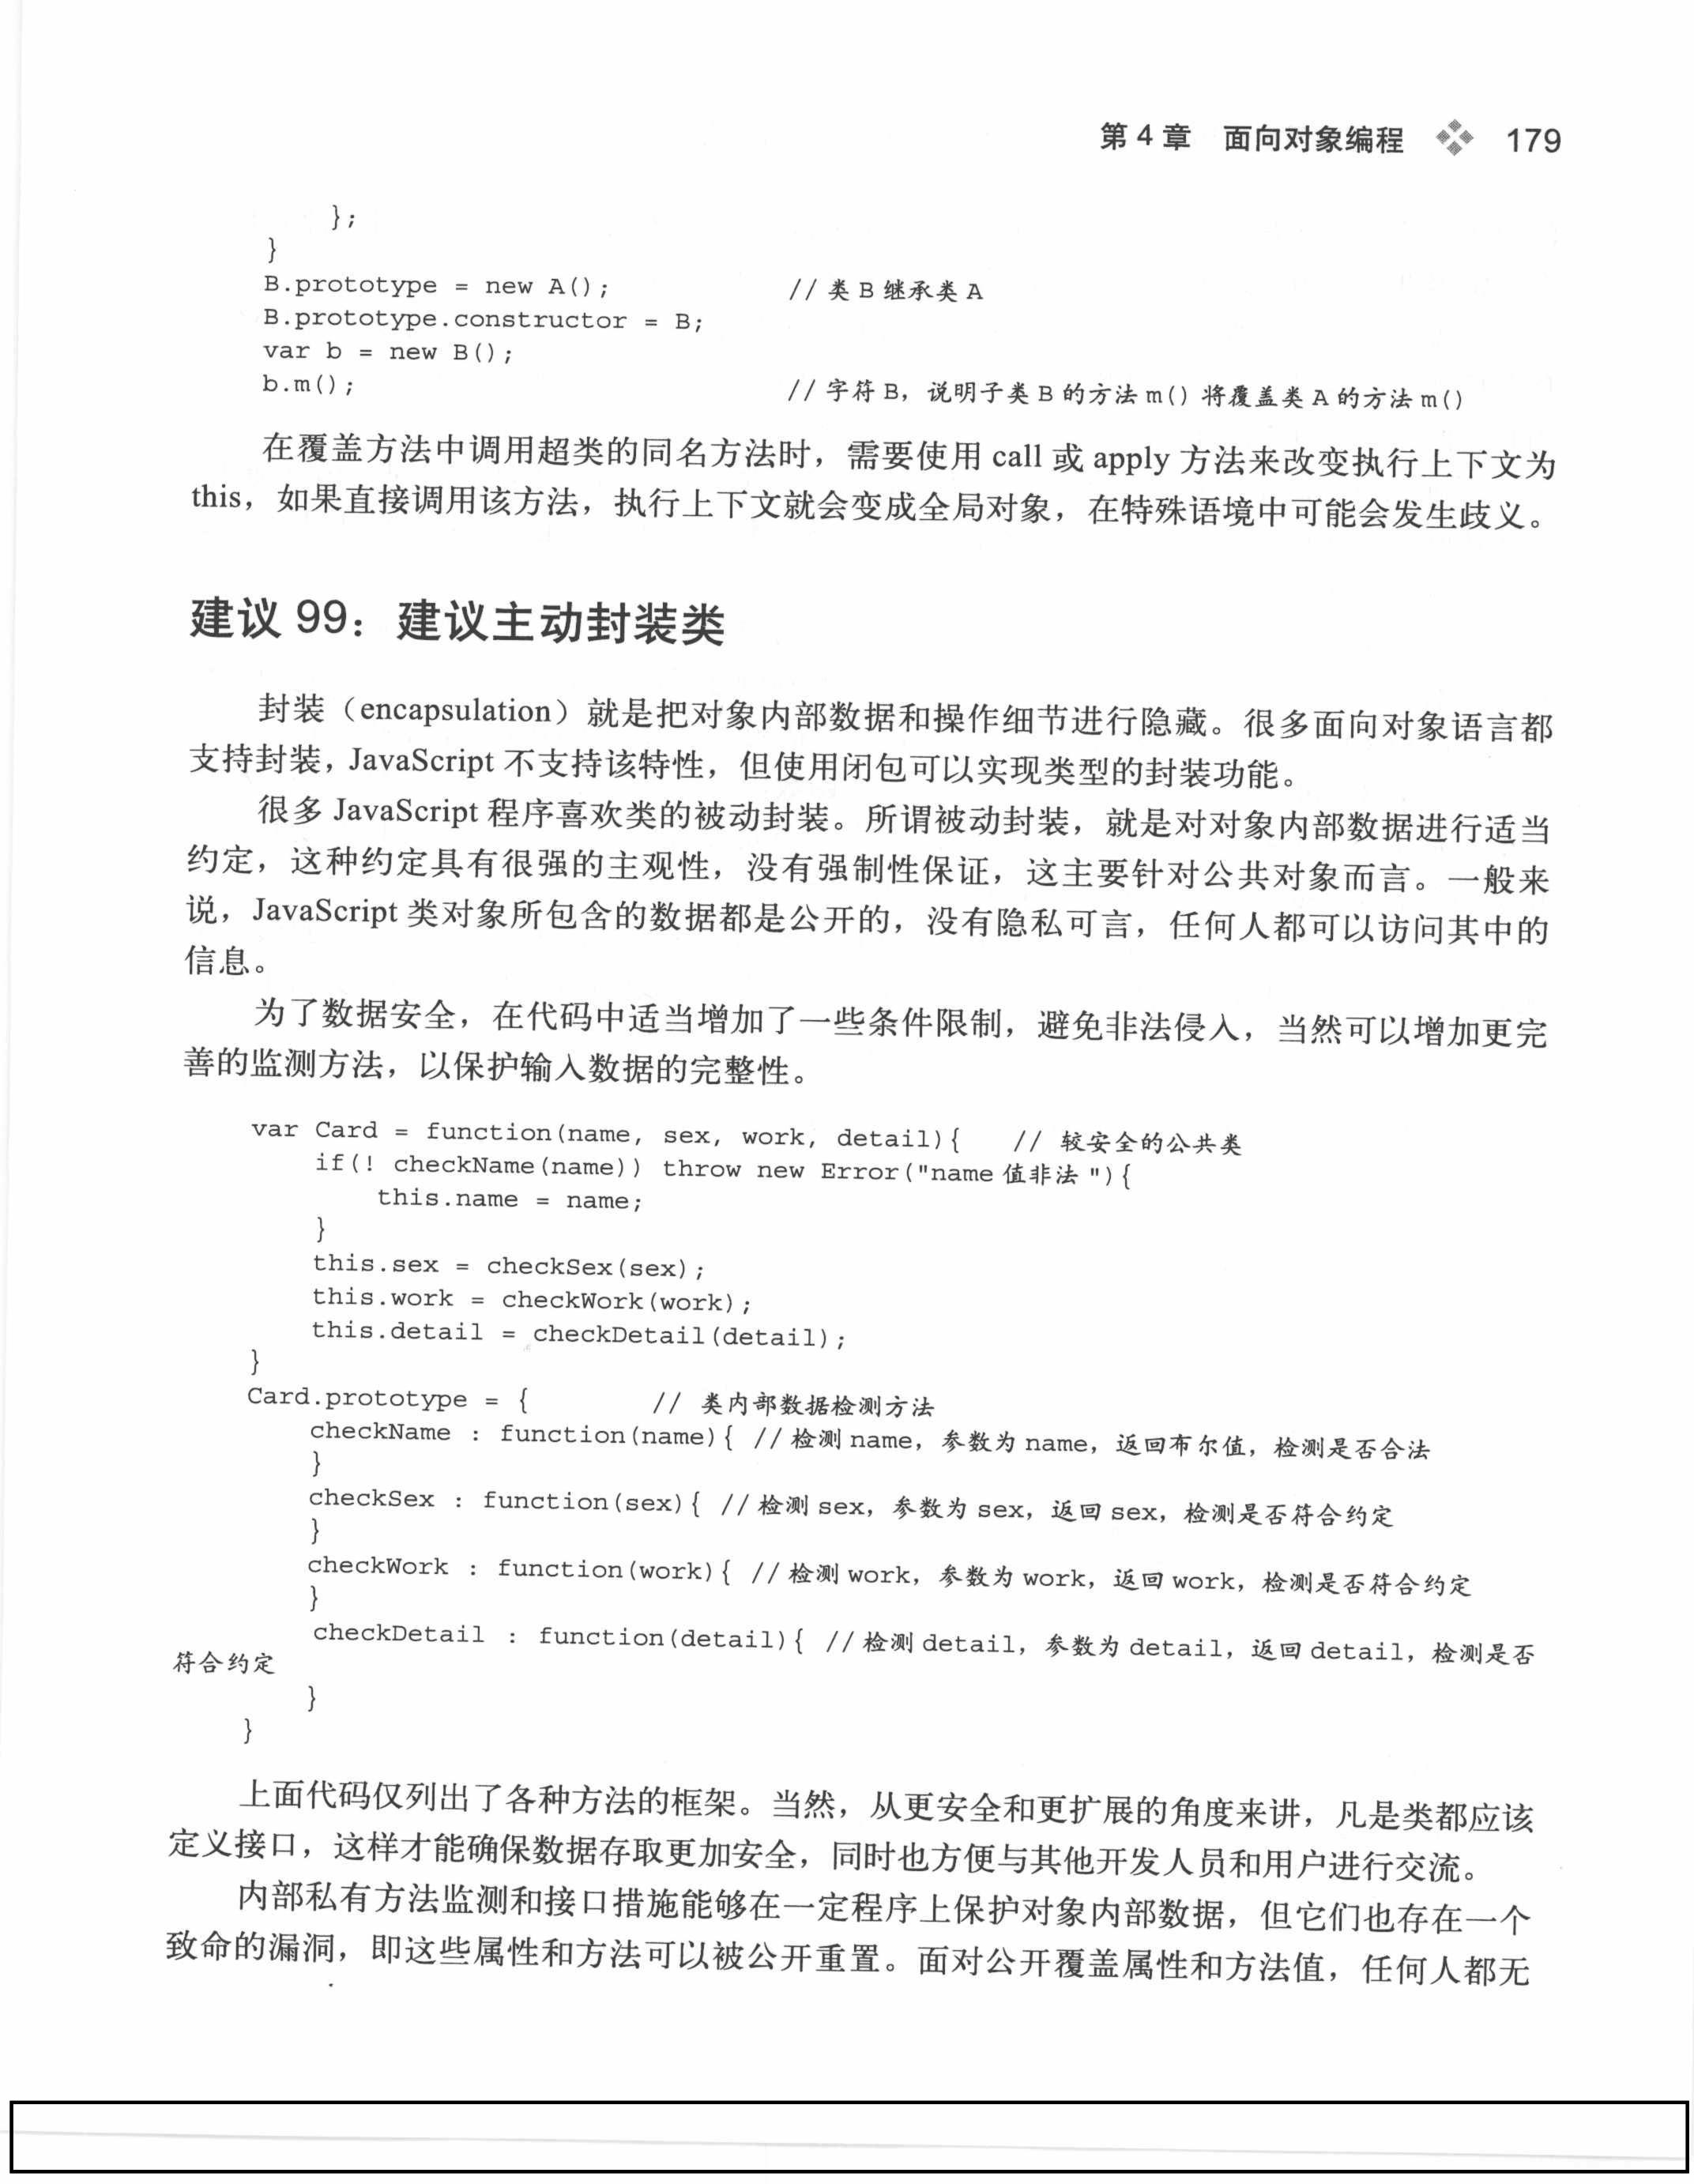 第 4 章 面向对象编程 179
};
}
B.prototype = new A(); // 类 B 继承类 A
B.prototype.constructor = B;
var b = new B();
b.m(); // 字符 B，说明子类 B 的方法 m() 将覆盖类 A 的方法 m()
在覆盖方法中调用超类的同名方法时，需要使用 call 或 apply 方法来改变执行上下文为
this，如果直接调用该方法，执行上下文就会变成全局对象，在特殊语境中可能会发生歧义。
建议 99：建议主动封装类
封装（encapsulation）就是把对象内部数据和操作细节进行隐藏。很多面向对象语言都
支持封装，JavaScript 不支持该特性，但使用闭包可以实现类型的封装功能。
很多 JavaScript 程序喜欢类的被动封装。所谓被动封装，就是对对象内部数据进行适当
约定，这种约定具有很强的主观性，没有强制性保证，这主要针对公共对象而言。一般来
说，JavaScript 类对象所包含的数据都是公开的，没有隐私可言，任何人都可以访问其中的
信息。
为了数据安全，在代码中适当增加了一些条件限制，避免非法侵入，当然可以增加更完
善的监测方法，以保护输入数据的完整性。
var Card = function(name, sex, work, detail){ // 较安全的公共类
if(! checkName(name)) throw new Error("name 值非法 "){
this.name = name;
}
this.sex = checkSex(sex);
this.work = checkWork(work);
this.detail = checkDetail(detail);
}
Card.prototype = { // 类内部数据检测方法
checkName : function(name){ // 检测 name，参数为 name，返回布尔值，检测是否合法
}
checkSex : function(sex){ // 检测 sex，参数为 sex，返回 sex，检测是否符合约定
}
checkWork : function(work){ // 检测 work，参数为 work，返回 work，检测是否符合约定
}
checkDetail : function(detail){ // 检测 detail，参数为 detail，返回 detail，检测是否
符合约定
}
}
上面代码仅列出了各种方法的框架。当然，从更安全和更扩展的角度来讲，凡是类都应该
定义接口，这样才能确保数据存取更加安全，同时也方便与其他开发人员和用户进行交流。
内部私有方法监测和接口措施能够在一定程序上保护对象内部数据，但它们也存在一个
致命的漏洞，即这些属性和方法可以被公开重置。面对公开覆盖属性和方法值，任何人都无